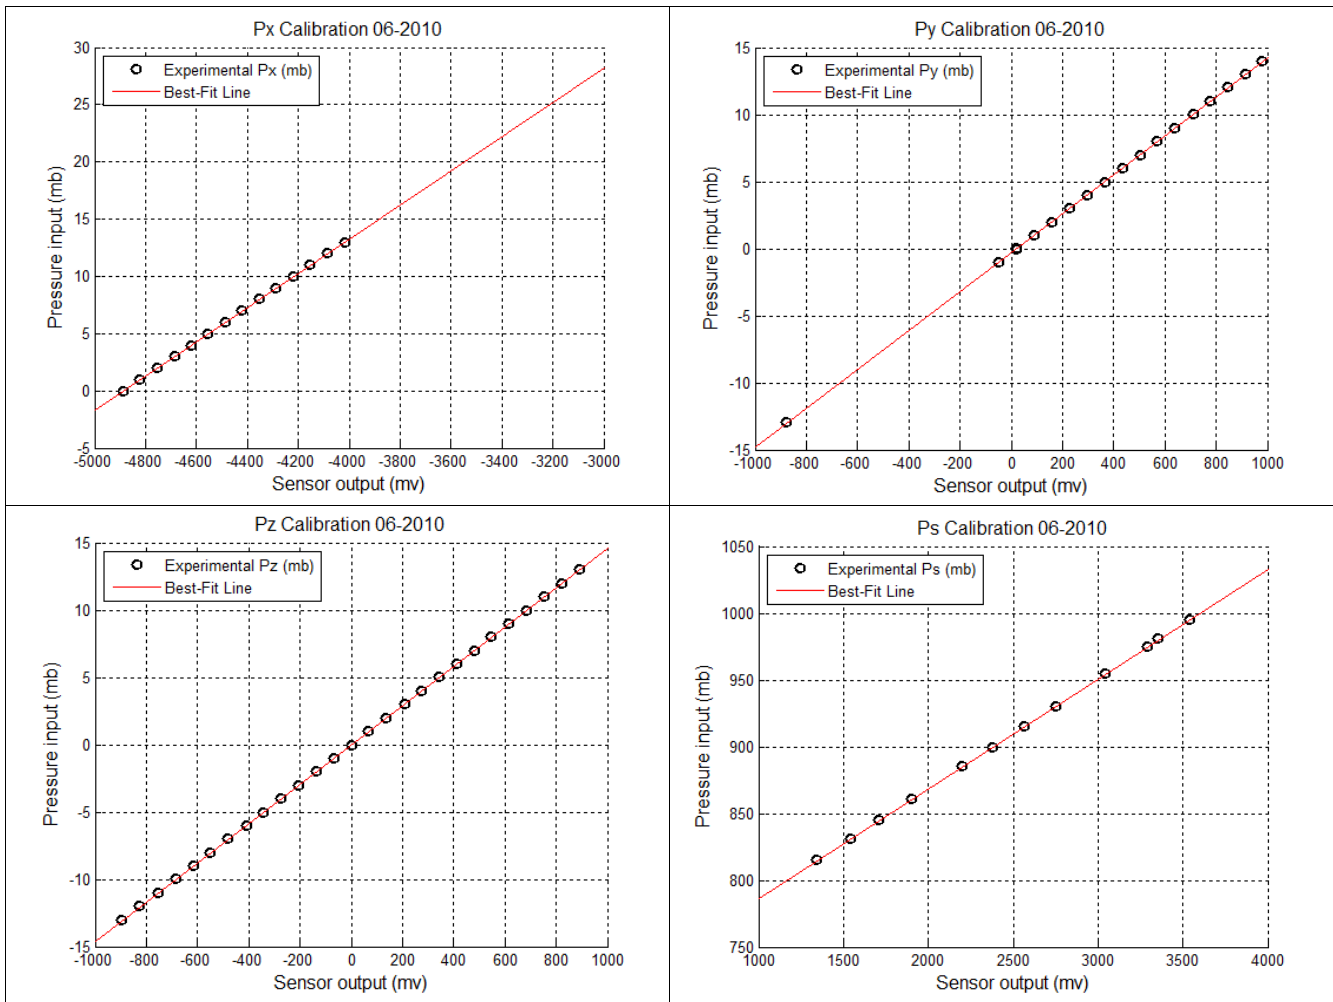 Px Calibration 06-2010
30
25
20
15
10
5
0
-5
Experimental Px (mb)
Best-Fit Line
Pressure input (mb)
-5000 -4800 -4600 -4400 -4200 -4000 -3800 -3600 -3400 -3200 -3000
Sensor output (mv)
Py Calibration 06-2010
15
10
5
0
-5
-10
-15
Experimental Py (mb)
Best-Fit Line
Pressure input (mb)
-1000 -800 -600 -400 -200 0 200 400 600 800 1000
Sensor output (mv)
Pz Calibration 06-2010
15
10
5
0
-5
-10
-15
Experimental Pz (mb)
Best-Fit Line
Pressure input (mb)
-1000 -800 -600 -400 -200 0 200 400 600 800 1000
Sensor output (mv)
Ps Calibration 06-2010
1050
1000
950
900
850
800
750
Experimental Ps (mb)
Best-Fit Line
Pressure input (mb)
1000 1500 2000 2500 3000 3500 4000
Sensor output (mv)